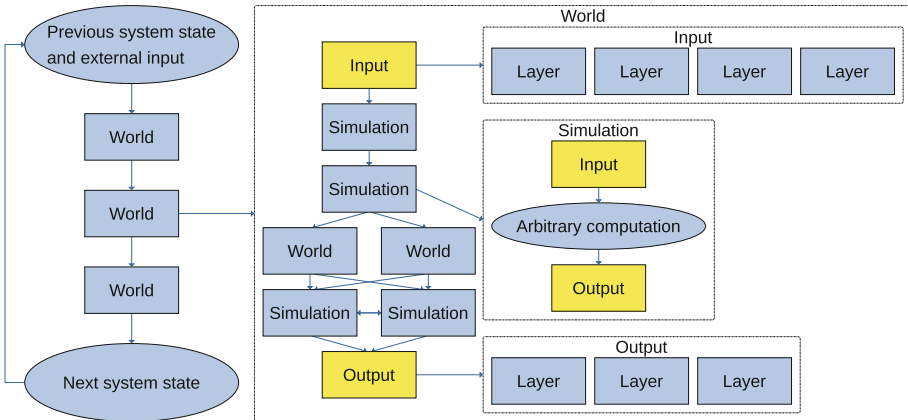 Previous system state
and external input
World
World
World
Next system state
World
Input
Simulation
Simulation
World World
Simulation Simulation
Output
Input
Layer Layer Layer Layer
Simulation
Input
Arbitrary computation
Output
Output
Layer Layer Layer